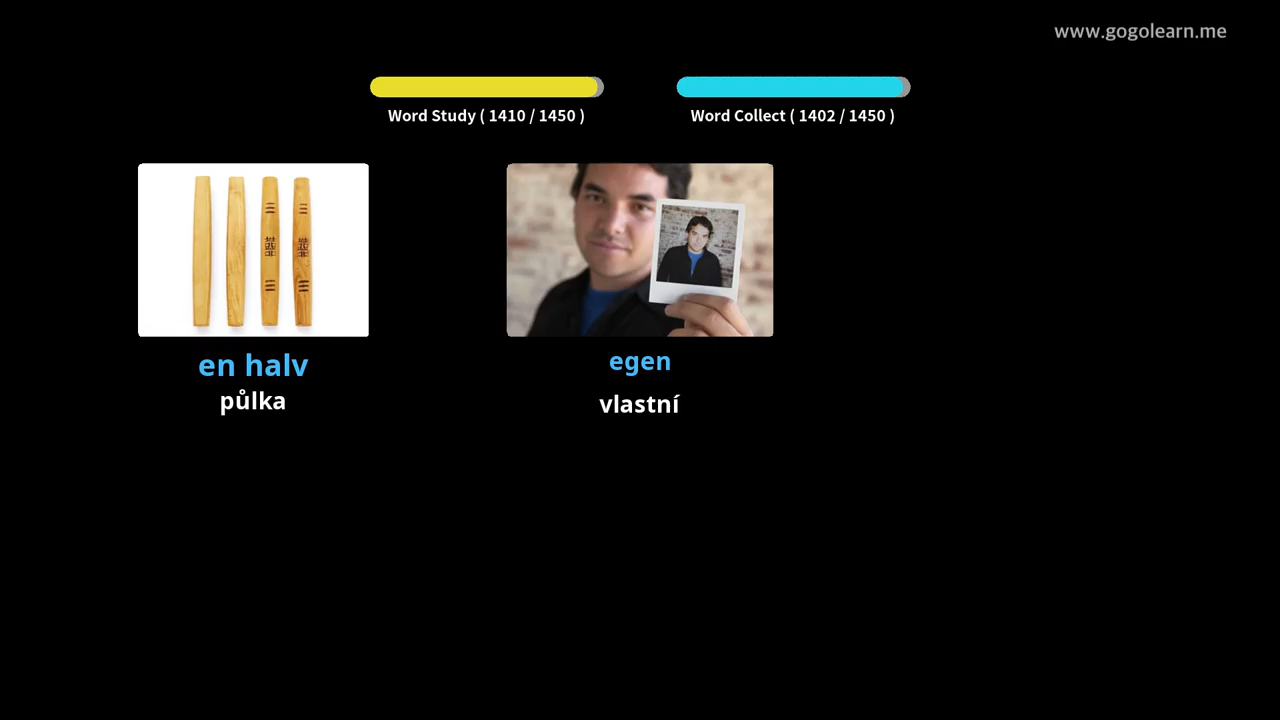 www.gogolearn.me
Word Study ( 1410 / 1450 )
Word Collect ( 1402 / 1450 )
en halv
půlka
egen
vlastní